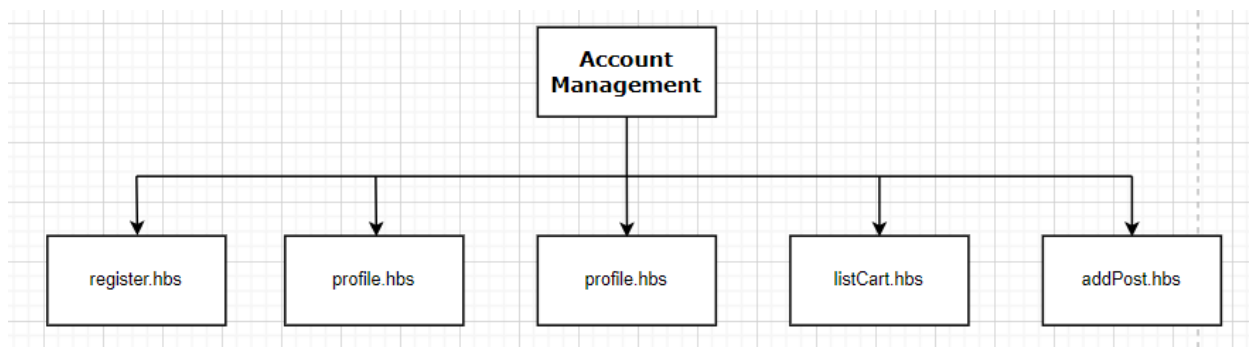 Account
Management
register.hbs
profile.hbs
profile.hbs
listCart.hbs
addPost.hbs